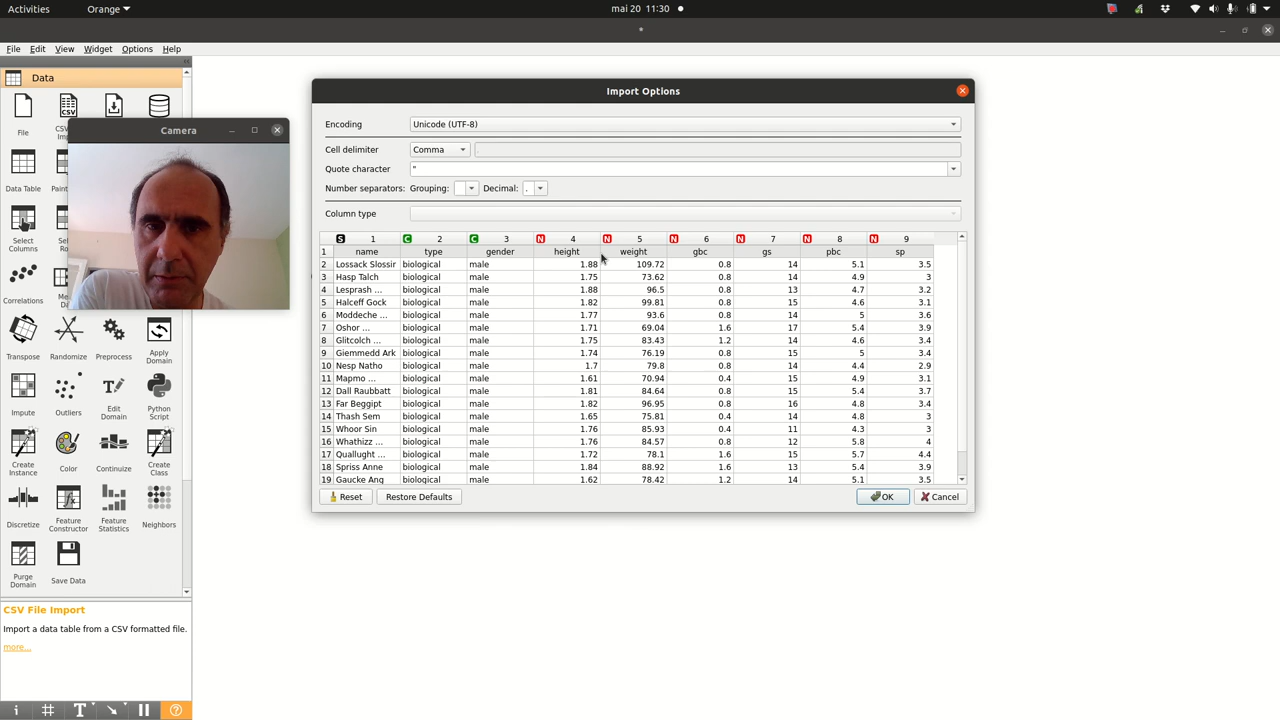 Activities Orange mai 20 11:30
File Edit View Widget Options Help
Data
File
CSV
Data Table
Select
Columns
Correlations
Transpose Randomize Preprocess Apply
Domain
Impute Outliers Edit
Domain Python
Script
Create
Instance Color Continuize Create
Class
Discretize Feature
Constructor Feature
Statistics Neighbors
Purge
Domain Save Data
CSV File Import
Import a data table from a CSV formatted file.
more...
Camera
Import Options
Encoding Unicode (UTF-8)
Cell delimiter Comma
Quote character "
Number separators: Grouping: Decimal: .
Column type
S 1 C 2 C 3 N 4 N 5 N 6 N 7 N 8 N 9
1 name type gender height weight gbc gs pbc sp
2 Lossack Slossir biological male 1.88 109.72 0.8 14 5.1 3.5
3 Hasp Talch biological male 1.75 73.62 0.8 14 4.9 3
4 Lesprash ... biological male 1.88 96.5 0.8 13 4.7 3.2
5 Halceff Gock biological male 1.82 99.81 0.8 15 4.6 3.1
6 Moddeche ... biological male 1.77 93.6 0.8 14 5 3.6
7 Oshor ... biological male 1.71 69.04 1.6 17 5.4 3.9
8 Glitcolch ... biological male 1.75 83.43 1.2 14 4.6 3.4
9 Giemmedd Ark biological male 1.74 76.19 0.8 15 5 3.4
10 Nesp Natho biological male 1.7 79.8 0.8 14 4.4 2.9
11 Mapmo ... biological male 1.61 70.94 0.4 15 4.9 3.1
12 Dall Raubbatt biological male 1.81 84.64 0.8 15 5.4 3.7
13 Far Beggipt biological male 1.82 96.95 0.8 16 4.8 3.4
14 Thash Sem biological male 1.65 75.81 0.4 14 4.8 3
15 Whoor Sin biological male 1.76 85.93 0.4 11 4.3 3
16 Whathizz ... biological male 1.76 84.57 0.8 12 5.8 4
17 Quallught ... biological male 1.72 78.1 1.6 15 5.7 4.4
18 Spriss Anne biological male 1.84 88.92 1.6 13 5.4 3.9
19 Gaucke Ang biological male 1.62 78.42 1.2 14 5.1 3.5
Reset Restore Defaults OK Cancel